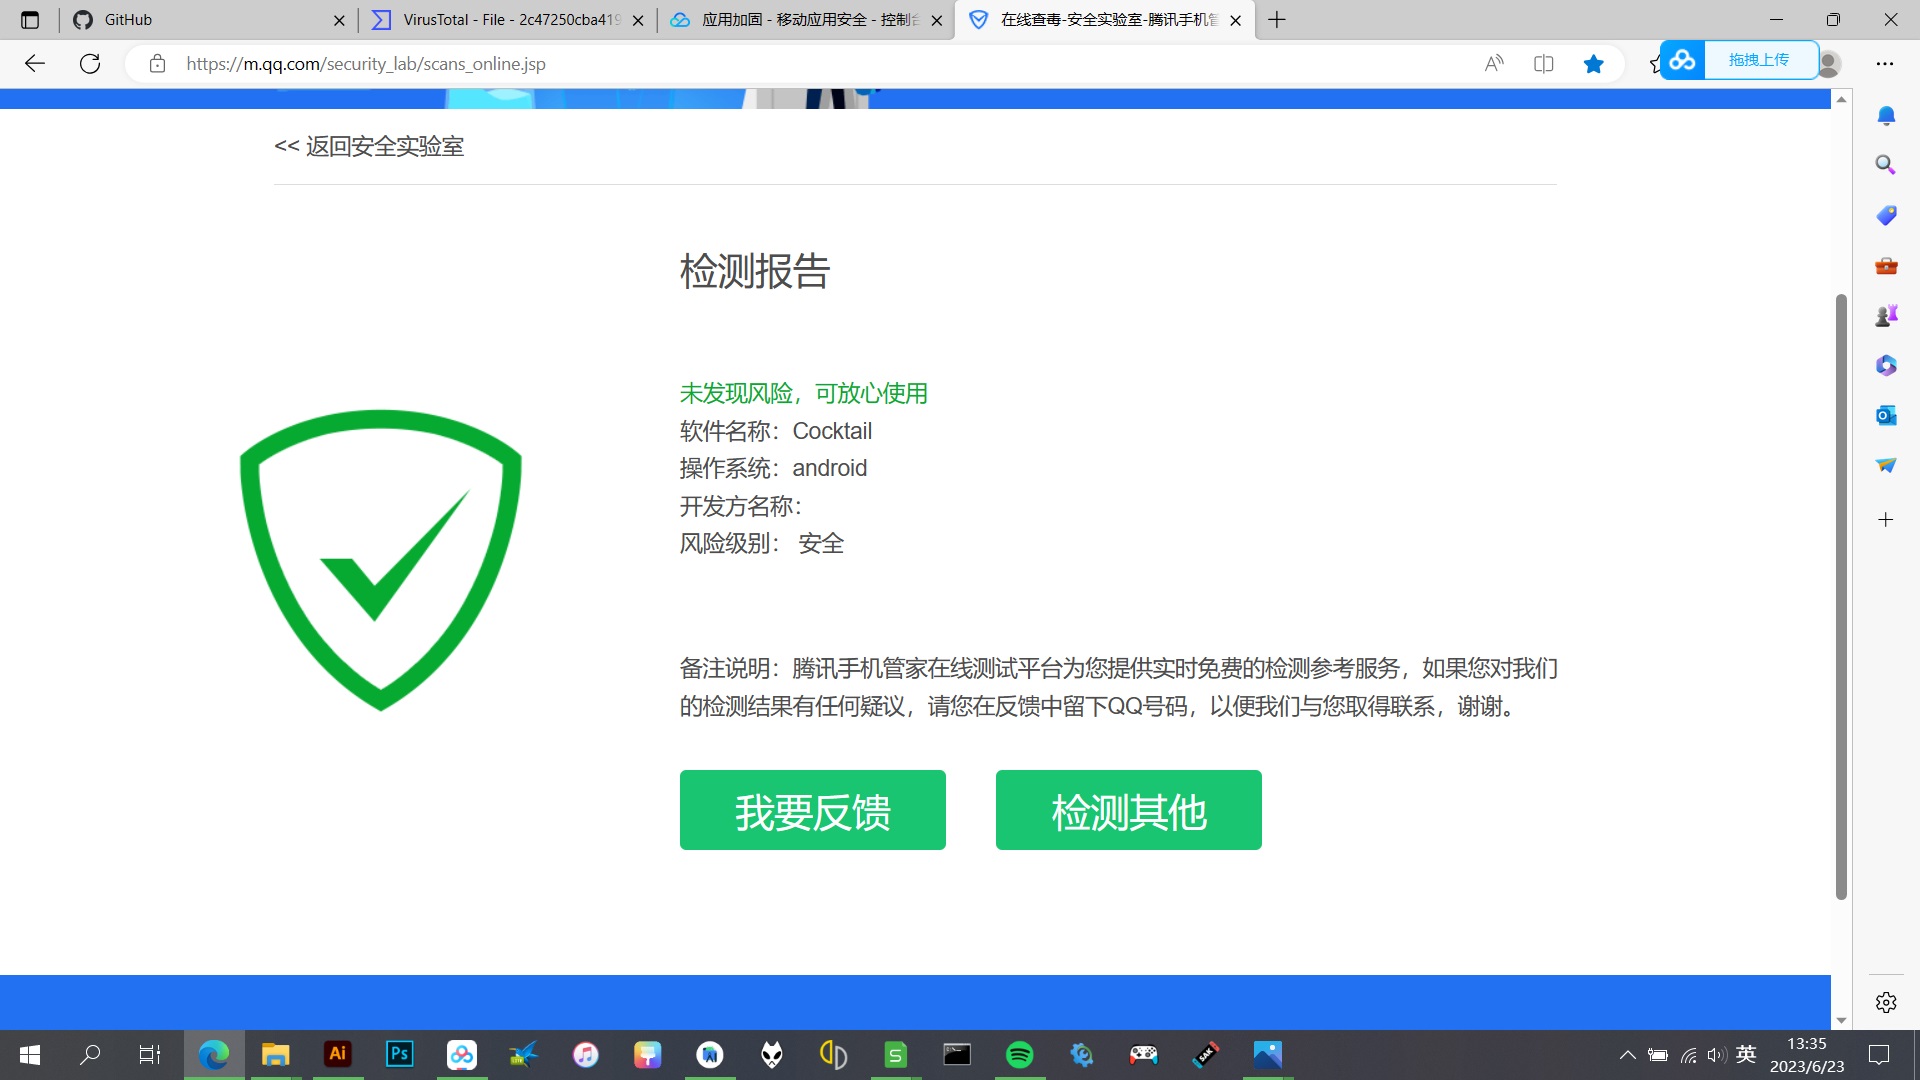 GitHub
VirusTotal - File - 2c47250cba419
应用加固 - 移动应用安全 - 控制台
在线查毒-安全实验室-腾讯手机管
https://m.qq.com/security_lab/scans_online.jsp
拖拽上传
<< 返回安全实验室
检测报告
未发现风险，可放心使用
软件名称：Cocktail
操作系统：android
开发方名称：
风险级别： 安全
备注说明：腾讯手机管家在线测试平台为您提供实时免费的检测参考服务，如果您对我们
的检测结果有任何疑议，请您在反馈中留下QQ号码，以便我们与您取得联系，谢谢。
我要反馈
检测其他
Ai
Ps
S
SAK
英
13:35
2023/6/23